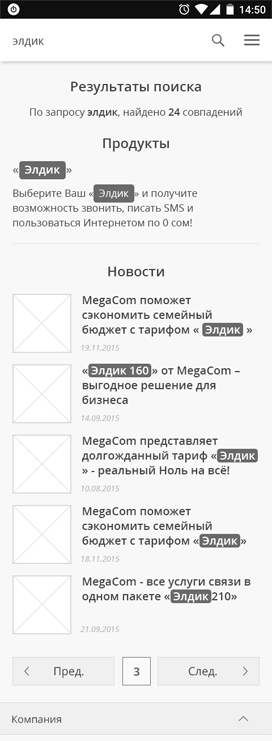 14:50
элдик
Результаты поиска
По запросу элдик, найдено 24 совпадений
Продукты
« Элдик »
Выберите Ваш « Элдик » и получите
возможность звонить, писать SMS и
пользоваться Интернетом по 0 сом!
Новости
MegaCom поможет
сэкономить семейный
бюджет с тарифом « Элдик »
19.11.2015
«Элдик 160» от MegaCom –
выгодное решение для
бизнеса
14.09.2015
MegaCom представляет
долгожданный тариф «Элдик
» - реальный Ноль на всё!
10.08.2015
MegaCom поможет
сэкономить семейный
бюджет с тарифом «Элдик»
18.11.2015
MegaCom - все услуги связи в
одном пакете «Элдик210»
21.09.2015
Пред.
3
След.
Компания